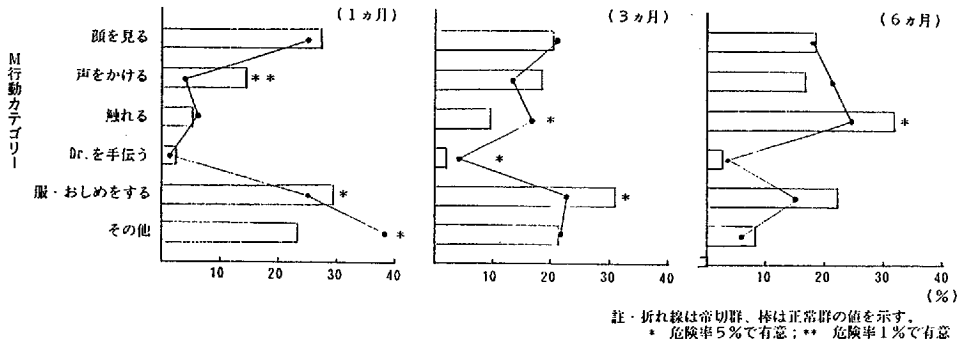 (1ヵ月)
(3ヵ月)
(6ヵ月)
M行動カテゴリー
顔を見る
声をかける
**
触れる
*
*
Dr.を手伝う
*
服・おしめをする
*
*
その他
*
10 20 30 40
10 20 30 40
10 20 30 40
(%)
註・折れ線は帝切群、棒は正常群の値を示す。
* 危険率5%で有意;** 危険率1%で有意